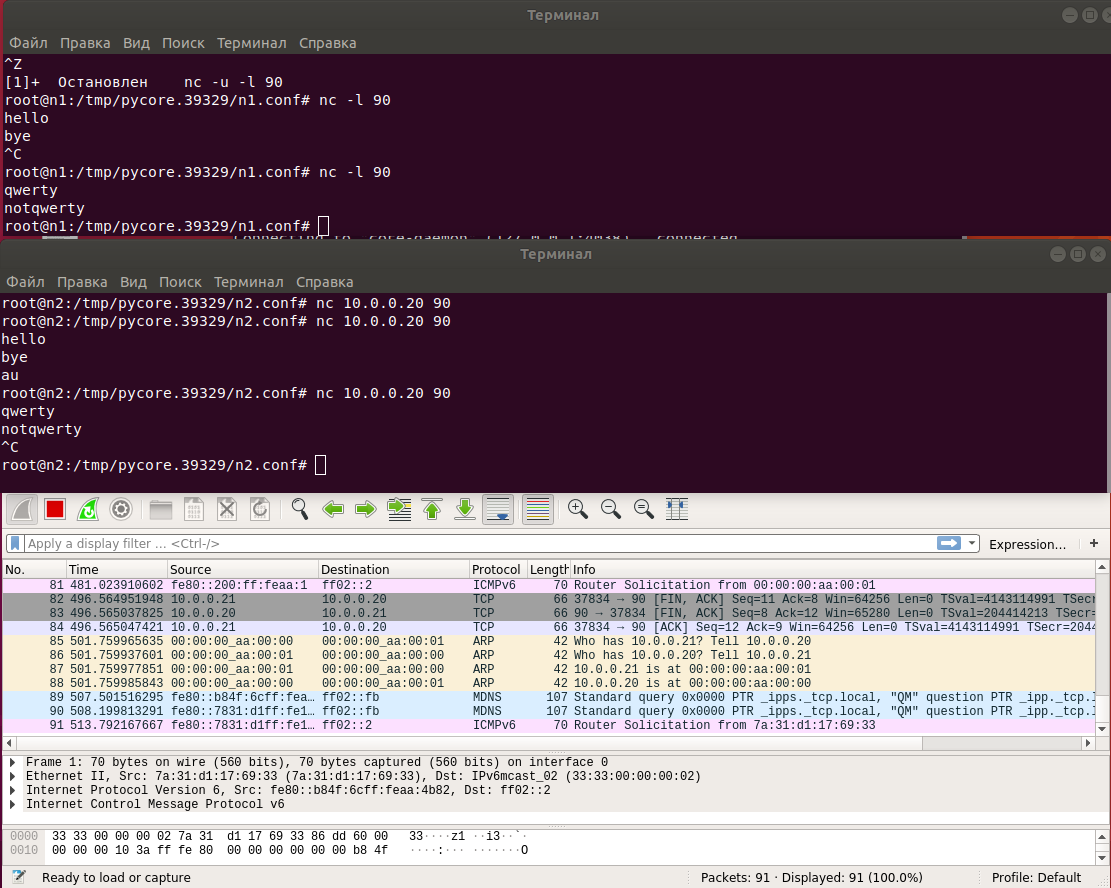 Терминал
Файл Правка Вид Поиск Терминал Справка
^Z
[1]+ Остановлен nc -u -l 90
root@n1:/tmp/pycore.39329/n1.conf# nc -l 90
hello
bye
^C
root@n1:/tmp/pycore.39329/n1.conf# nc -l 90
qwerty
notqwerty
root@n1:/tmp/pycore.39329/n1.conf#
Терминал
Файл Правка Вид Поиск Терминал Справка
root@n2:/tmp/pycore.39329/n2.conf# nc 10.0.0.20 90
root@n2:/tmp/pycore.39329/n2.conf# nc 10.0.0.20 90
hello
bye
au
root@n2:/tmp/pycore.39329/n2.conf# nc 10.0.0.20 90
qwerty
notqwerty
^C
root@n2:/tmp/pycore.39329/n2.conf#
Apply a display filter … <Ctrl-/> Expression… +
No. Time Source Destination Protocol Length Info
81 481.023910602 fe80::200:ff:feaa:1 ff02::2 ICMPv6 70 Router Solicitation from 00:00:00:aa:00:01
82 496.564951948 10.0.0.21 10.0.0.20 TCP 66 37834 → 90 [FIN, ACK] Seq=11 Ack=8 Win=64256 Len=0 TSval=4143114991 TSecr
83 496.565037825 10.0.0.20 10.0.0.21 TCP 66 90 → 37834 [FIN, ACK] Seq=8 Ack=12 Win=65280 Len=0 TSval=204414213 TSecr=
84 496.565047421 10.0.0.21 10.0.0.20 TCP 66 37834 → 90 [ACK] Seq=12 Ack=9 Win=64256 Len=0 TSval=4143114991 TSecr=204
85 501.759965635 00:00:00_aa:00:00 00:00:00_aa:00:01 ARP 42 Who has 10.0.0.21? Tell 10.0.0.20
86 501.759937601 00:00:00_aa:00:01 00:00:00_aa:00:00 ARP 42 Who has 10.0.0.20? Tell 10.0.0.21
87 501.759977851 00:00:00_aa:00:01 00:00:00_aa:00:00 ARP 42 10.0.0.21 is at 00:00:00:aa:00:01
88 501.759985843 00:00:00_aa:00:00 00:00:00_aa:00:01 ARP 42 10.0.0.20 is at 00:00:00:aa:00:00
89 507.501516295 fe80::b84f:6cff:fea… ff02::fb MDNS 107 Standard query 0x0000 PTR _ipps._tcp.local, "QM" question PTR _ipp._tcp.l
90 508.199813291 fe80::7831:d1ff:fe1… ff02::fb MDNS 107 Standard query 0x0000 PTR _ipps._tcp.local, "QM" question PTR _ipp._tcp.l
91 513.792167667 fe80::7831:d1ff:fe1… ff02::2 ICMPv6 70 Router Solicitation from 7a:31:d1:17:69:33
Frame 1: 70 bytes on wire (560 bits), 70 bytes captured (560 bits) on interface 0
Ethernet II, Src: 7a:31:d1:17:69:33 (7a:31:d1:17:69:33), Dst: IPv6mcast_02 (33:33:00:00:00:02)
Internet Protocol Version 6, Src: fe80::b84f:6cff:feaa:4b82, Dst: ff02::2
Internet Control Message Protocol v6
0000 33 33 00 00 00 02 7a 31 d1 17 69 33 86 dd 60 00 33····z1 ··i3··`·
0010 00 00 00 10 3a ff fe 80 00 00 00 00 00 00 b8 4f ····:··· ·······O
Ready to load or capture Packets: 91 · Displayed: 91 (100.0%) Profile: Default